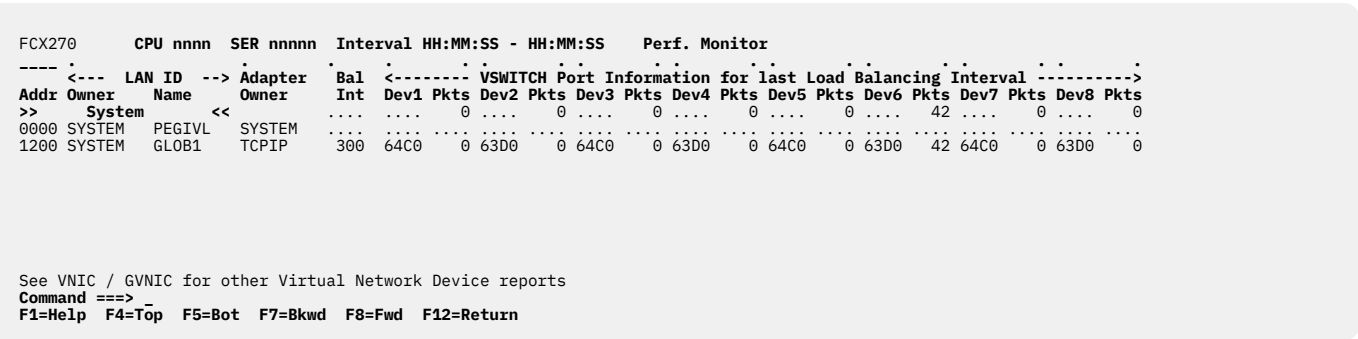 FCX270      CPU nnnn  SER nnnnn  Interval HH:MM:SS - HH:MM:SS    Perf. Monitor
____ .                 .        .     .       . .       . .       . .       . .       . .       . .       . .       .
     <---  LAN ID  --> Adapter   Bal  <-------- VSWITCH Port Information for last Load Balancing Interval ---------->
Addr Owner    Name     Owner     Int  Dev1 Pkts Dev2 Pkts Dev3 Pkts Dev4 Pkts Dev5 Pkts Dev6 Pkts Dev7 Pkts Dev8 Pkts
>>     System       <<          ....  ....    0 ....    0 ....    0 ....    0 ....    0 ....   42 ....    0 ....    0
0000 SYSTEM   PEGIVL   SYSTEM   ....  .... .... .... .... .... .... .... .... .... .... .... .... .... .... .... ....
1200 SYSTEM   GLOB1    TCPIP     300  64C0    0 63D0    0 64C0    0 63D0    0 64C0    0 63D0   42 64C0    0 63D0    0
See VNIC / GVNIC for other Virtual Network Device reports
Command ===> _
F1=Help  F4=Top  F5=Bot  F7=Bkwd  F8=Fwd  F12=Return